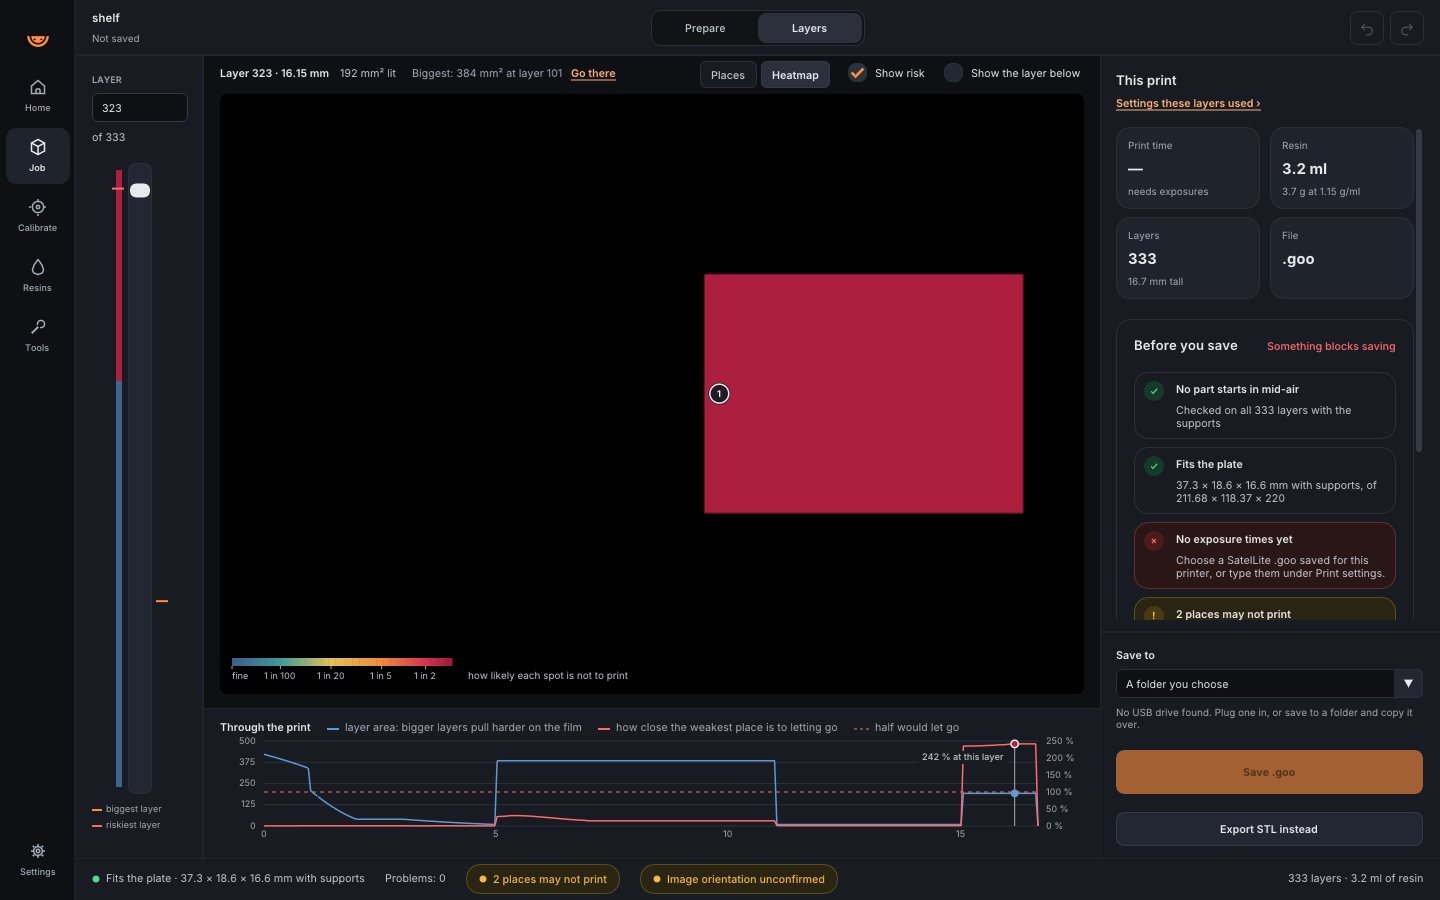 shelf
Not saved
Prepare
Layers
Home
Job
Calibrate
Resins
Tools
Settings
LAYER
323
of 333
biggest layer
riskiest layer
Layer 323 · 16.15 mm
192 mm² lit
Biggest: 384 mm² at layer 101
Go there
Places
Heatmap
Show risk
Show the layer below
1
fine
1 in 100
1 in 20
1 in 5
1 in 2
how likely each spot is not to print
Through the print
layer area: bigger layers pull harder on the film
how close the weakest place is to letting go
half would let go
500
375
250
125
0
242 % at this layer
250 %
200 %
150 %
100 %
50 %
0 %
0
5
10
15
This print
Settings these layers used ›
Print time
—
needs exposures
Resin
3.2 ml
3.7 g at 1.15 g/ml
Layers
333
16.7 mm tall
File
.goo
Before you save
Something blocks saving
No part starts in mid-air
Checked on all 333 layers with the
supports
Fits the plate
37.3 × 18.6 × 16.6 mm with supports, of
211.68 × 118.37 × 220
No exposure times yet
Choose a SatelLite .goo saved for this
printer, or type them under Print settings.
2 places may not print
Save to
A folder you choose
No USB drive found. Plug one in, or save to a folder and copy it
over.
Save .goo
Export STL instead
Fits the plate · 37.3 × 18.6 × 16.6 mm with supports
Problems: 0
2 places may not print
Image orientation unconfirmed
333 layers · 3.2 ml of resin